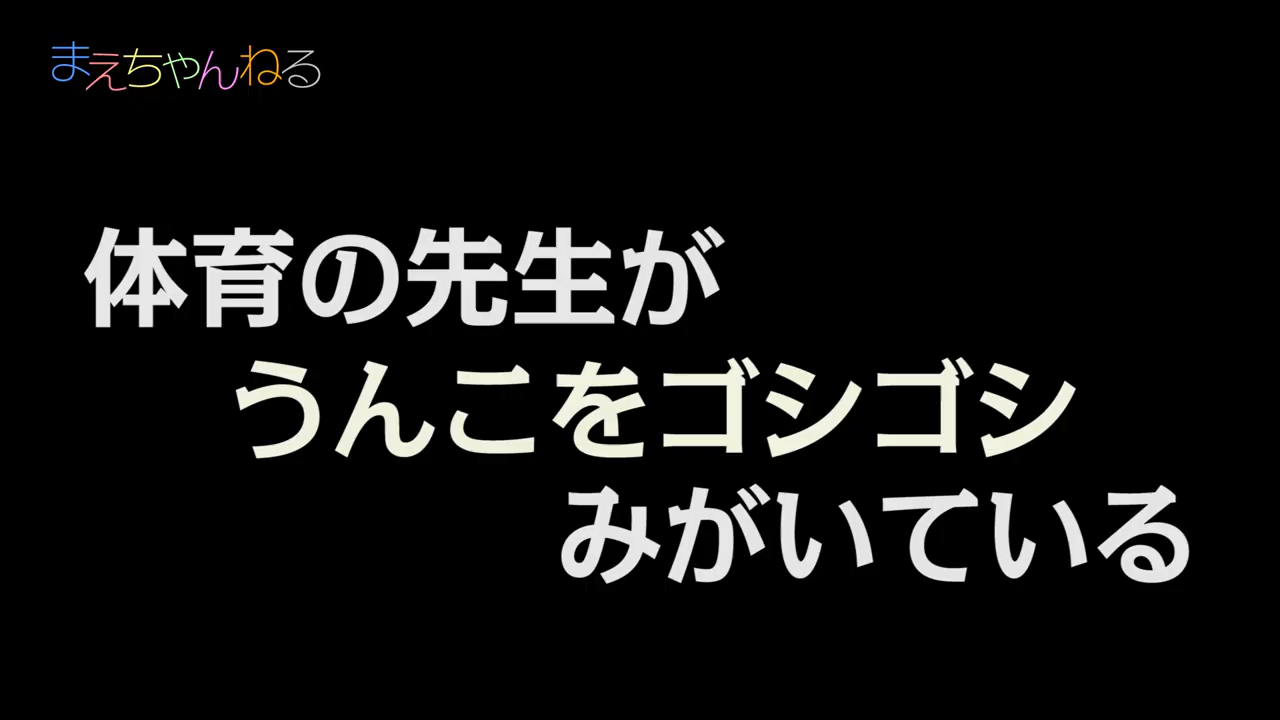 まえちゃんねる
体育の先生が
うんこをゴシゴシ
みがいている